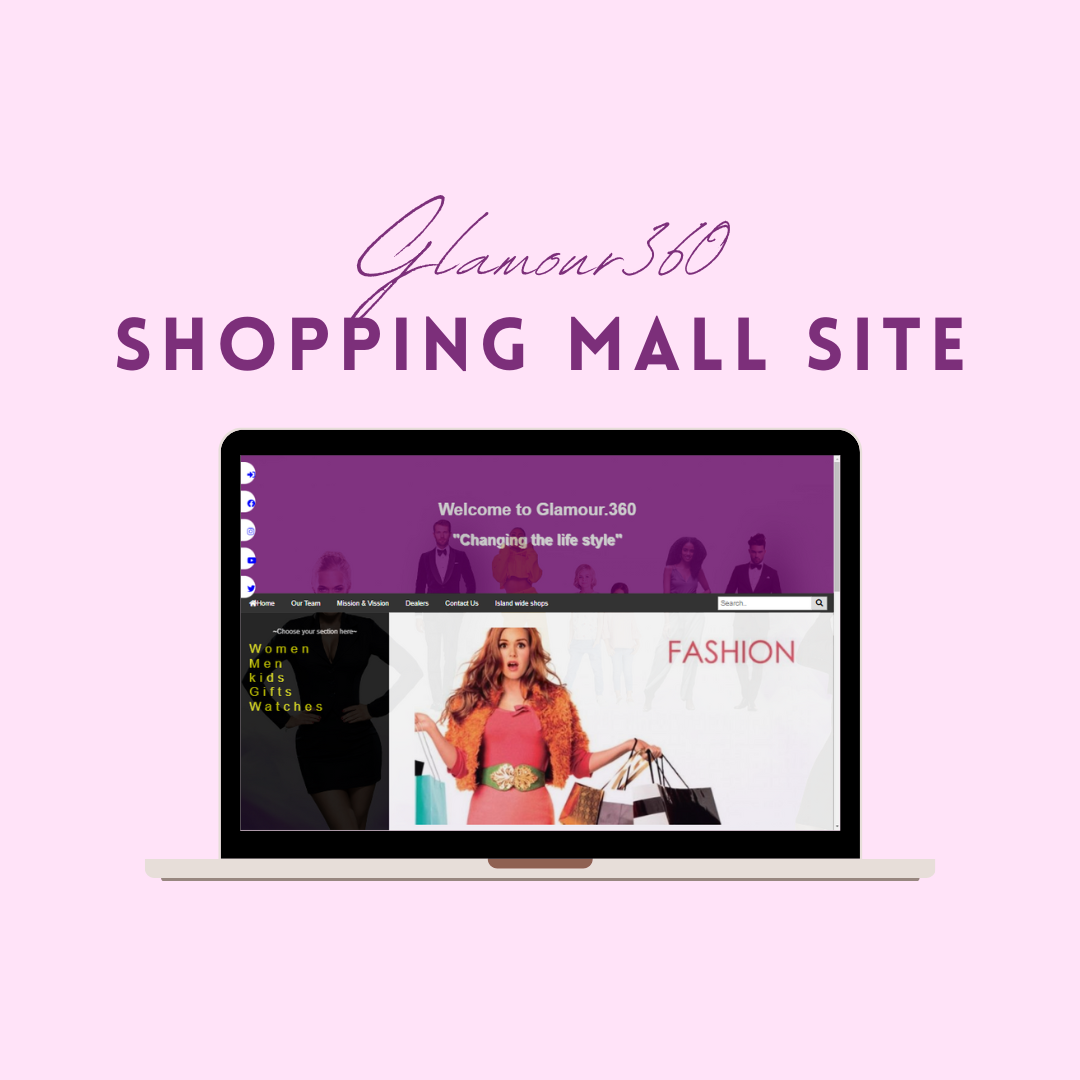 Glamour360
SHOPPING MALL SITE
Welcome to Glamour.360
"Changing the life style"
Home Our Team Mission & Vission Dealers Contact Us Island wide shops Search..
~Choose your section here~
Women
Men
kids
Gifts
Watches
FASHION